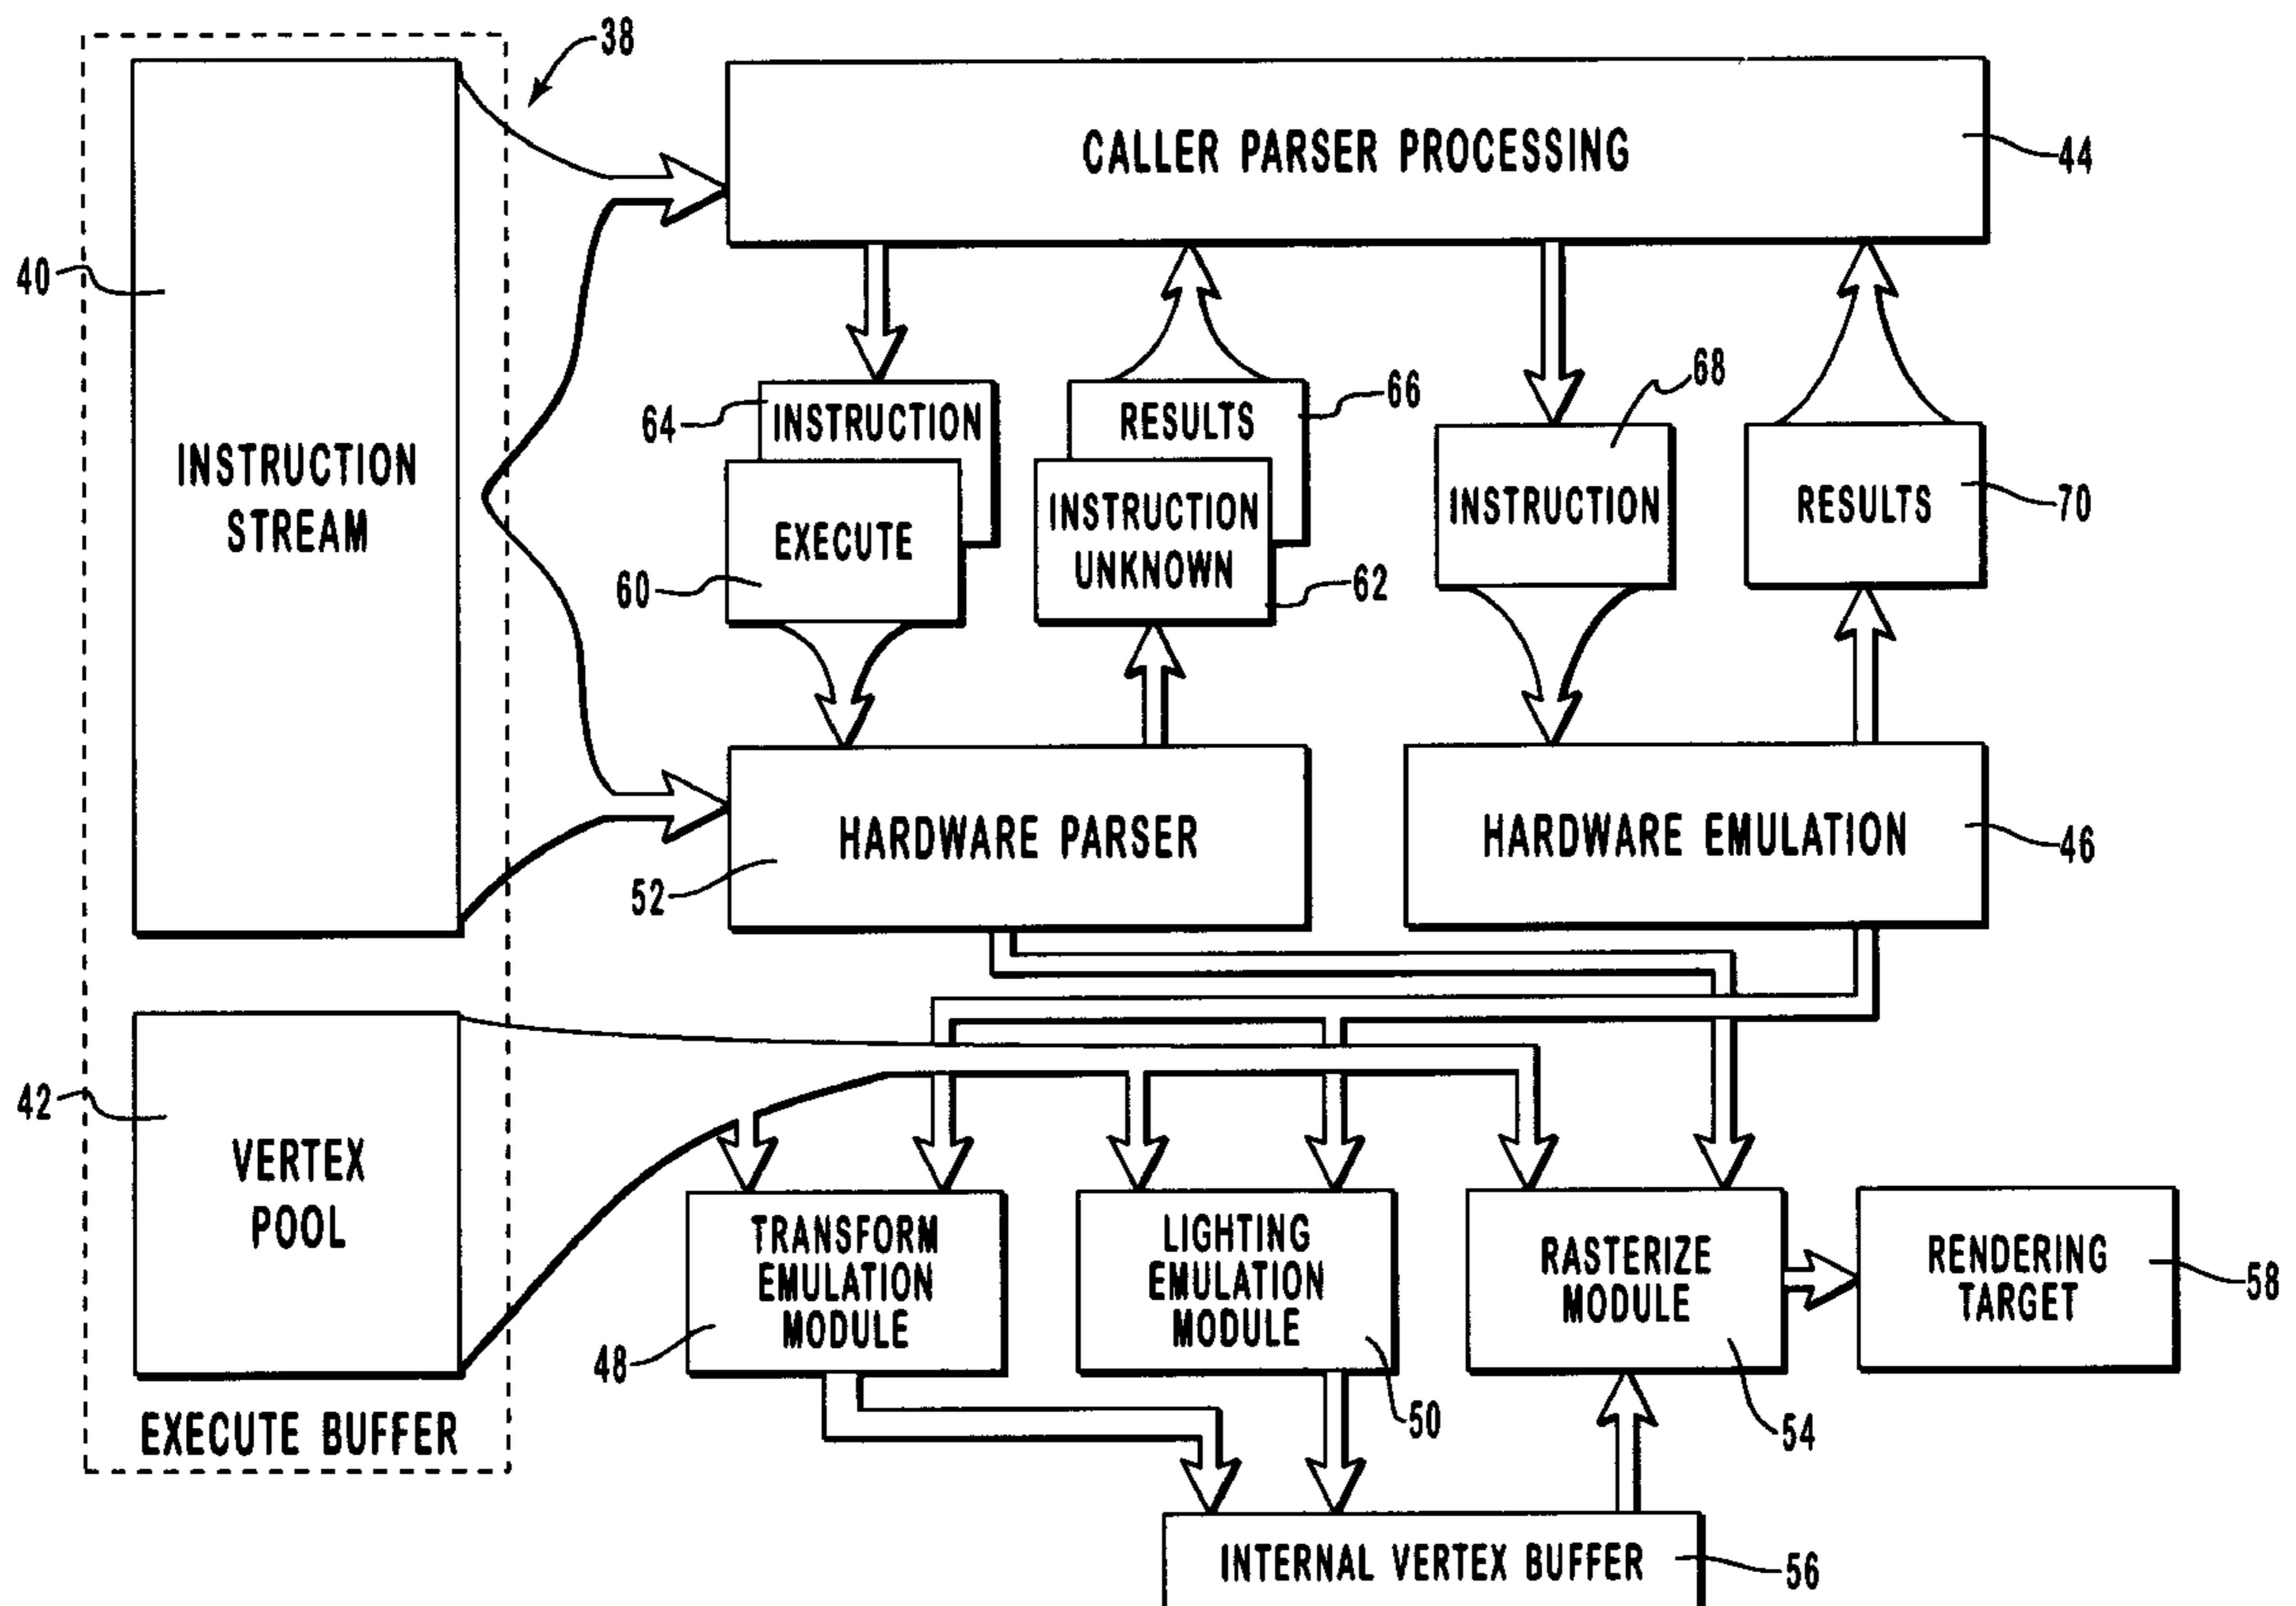 38
CALLER PARSER PROCESSING
44
40
INSTRUCTION
STREAM
64
INSTRUCTION
EXECUTE
60
RESULTS
66
INSTRUCTION
UNKNOWN
62
68
INSTRUCTION
RESULTS
70
HARDWARE PARSER
52
HARDWARE EMULATION
46
42
VERTEX
POOL
EXECUTE BUFFER
TRANSFORM
EMULATION
MODULE
48
LIGHTING
EMULATION
MODULE
50
RASTERIZE
MODULE
54
RENDERING
TARGET
58
INTERNAL VERTEX BUFFER
56